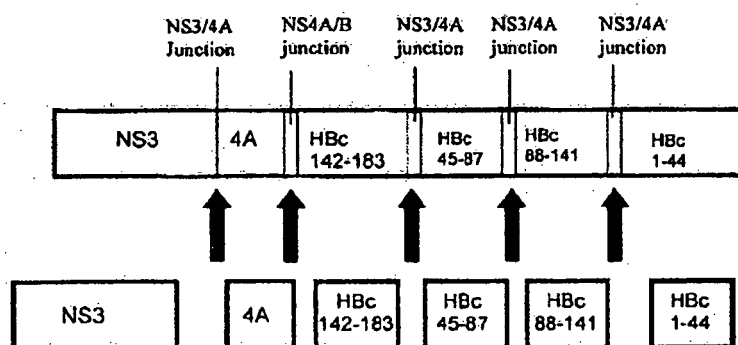 NS3/4A NS4A/B NS3/4A NS3/4A NS3/4A
Junction junction junction junction junction
NS3 4A HBc HBc HBc HBc
142-183 45-87 88-141 1-44
NS3 4A HBc HBc HBc HBc
142-183 45-87 88-141 1-44